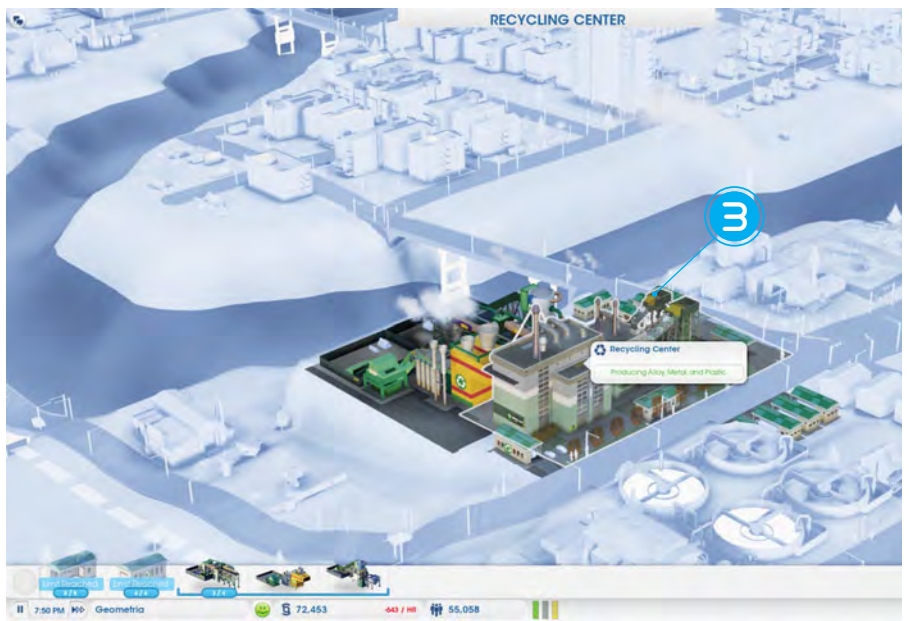 RECYCLING CENTER
3
Recycling Center
Producing Alloy, Metal, and Plastic.
Limit Reached
Limit Reached
7:50 PM
Geometria
72,453
-643 / HR
55,058